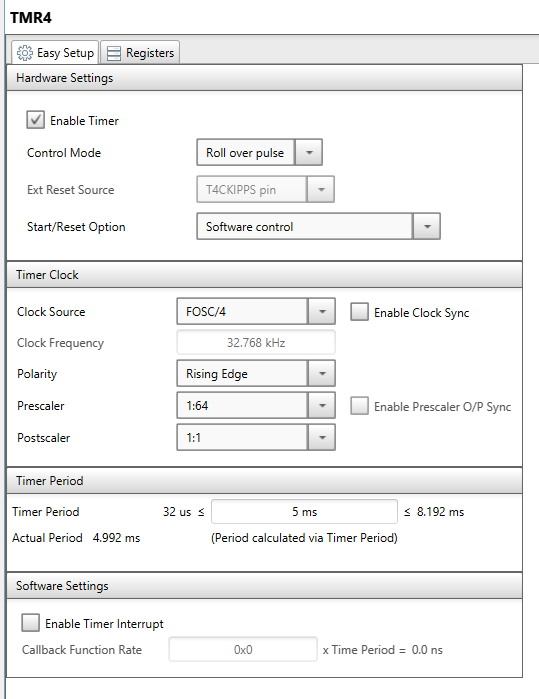 TMR4
Easy Setup Registers
Hardware Settings
Enable Timer
Control Mode Roll over pulse
Ext Reset Source T4CKIPPS pin
Start/Reset Option Software control
Timer Clock
Clock Source FOSC/4 Enable Clock Sync
Clock Frequency 32.768 kHz
Polarity Rising Edge
Prescaler 1:64 Enable Prescaler O/P Sync
Postscaler 1:1
Timer Period
Timer Period 32 us ≤ 5 ms ≤ 8.192 ms
Actual Period 4.992 ms (Period calculated via Timer Period)
Software Settings
Enable Timer Interrupt
Callback Function Rate 0x0 x Time Period = 0.0 ns